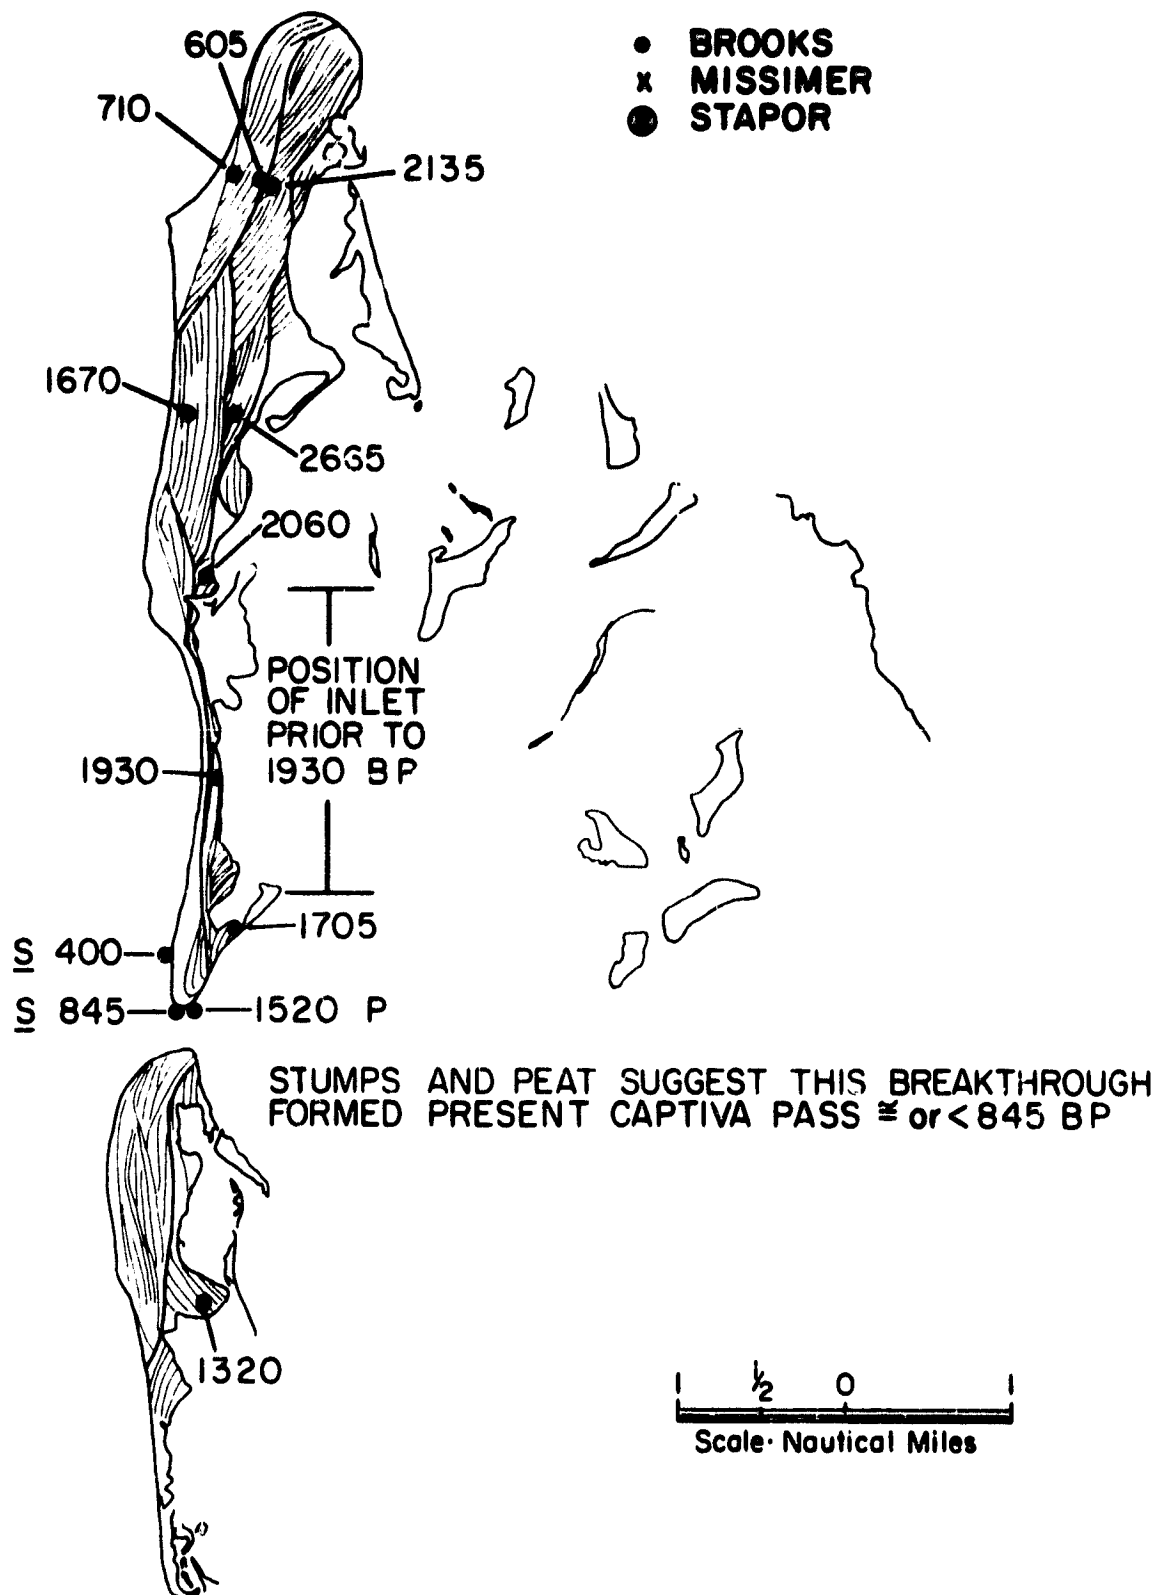 605
● BROOKS
x MISSIMER
● STAPOR
710
2135
1670
2665
2060
POSITION
OF INLET
PRIOR TO
1930 BP
1930
1705
S 400
S 845
1520 P
STUMPS AND PEAT SUGGEST THIS BREAKTHROUGH
FORMED PRESENT CAPTIVA PASS ≅ or < 845 BP
1320
1 ½ 0 1
Scale· Nautical Miles